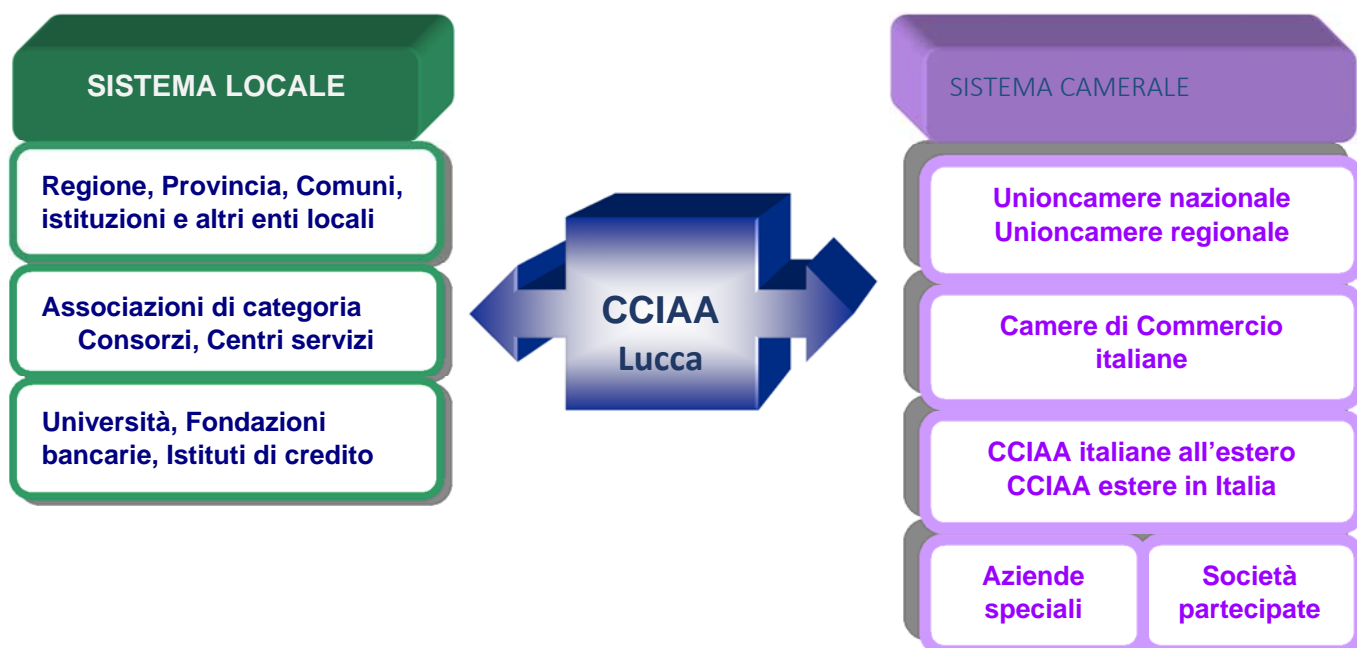 SISTEMA LOCALE
Regione, Provincia, Comuni,
istituzioni e altri enti locali
Associazioni di categoria
Consorzi, Centri servizi
Università, Fondazioni
bancarie, Istituti di credito
CCIAA
Lucca
SISTEMA CAMERALE
Unioncamere nazionale
Unioncamere regionale
Camere di Commercio
italiane
CCIAA italiane all’estero
CCIAA estere in Italia
Aziende
speciali
Società
partecipate